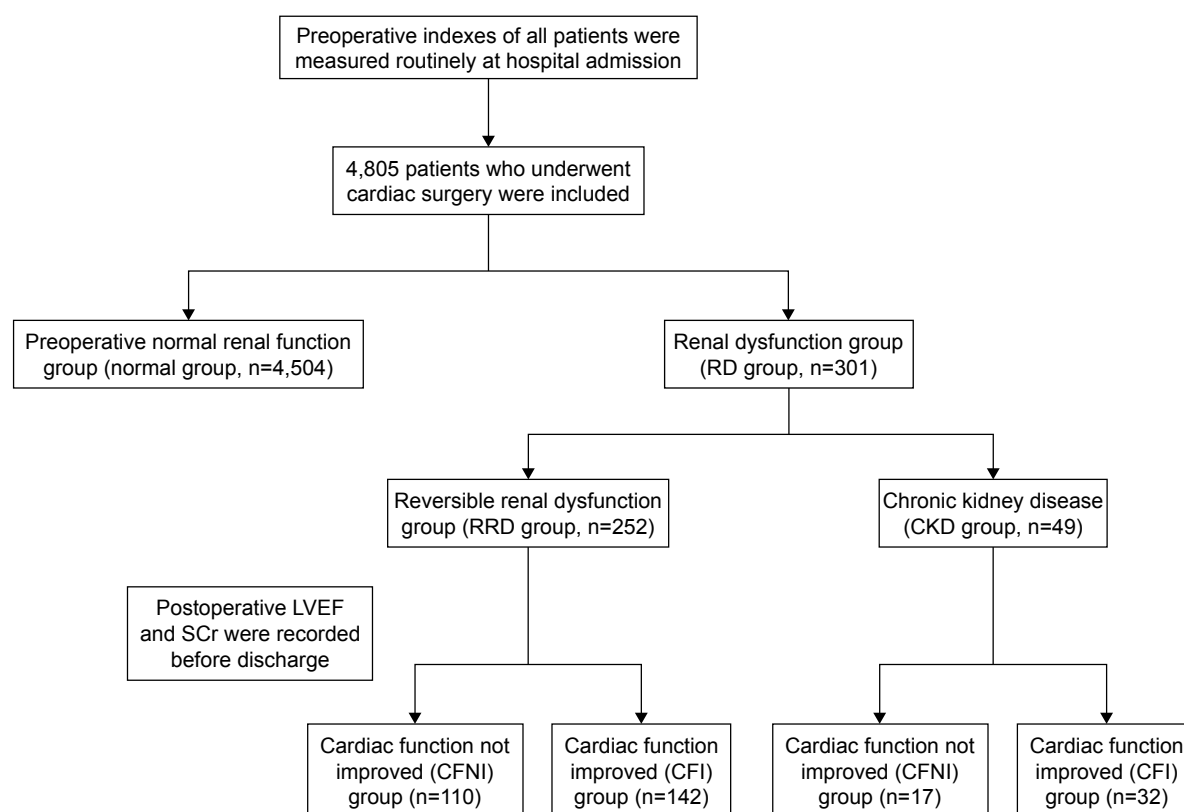 Preoperative indexes of all patients were
measured routinely at hospital admission
4,805 patients who underwent
cardiac surgery were included
Preoperative normal renal function
group (normal group, n=4,504)
Renal dysfunction group
(RD group, n=301)
Reversible renal dysfunction
group (RRD group, n=252)
Chronic kidney disease
(CKD group, n=49)
Postoperative LVEF
and SCr were recorded
before discharge
Cardiac function not
improved (CFNI)
group (n=110)
Cardiac function
improved (CFI)
group (n=142)
Cardiac function not
improved (CFNI)
group (n=17)
Cardiac function
improved (CFI)
group (n=32)